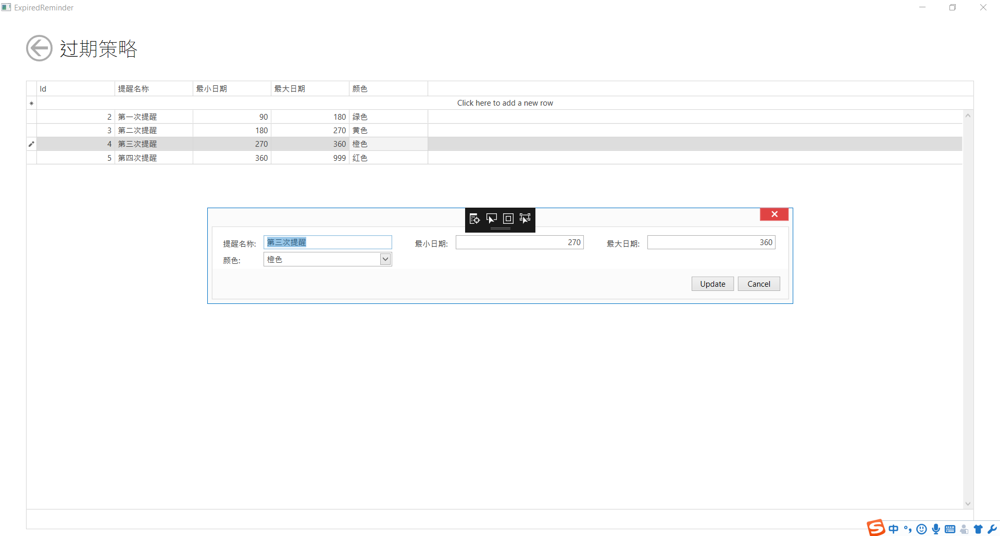 ExpiredReminder
过期策略
Id 提醒名称 最小日期 最大日期 颜色
Click here to add a new row
2 第一次提醒 90 180 绿色
3 第二次提醒 180 270 黄色
4 第三次提醒 270 360 橙色
5 第四次提醒 360 999 红色
提醒名称: 第三次提醒 最小日期: 270 最大日期: 360
颜色: 橙色
Update Cancel
中